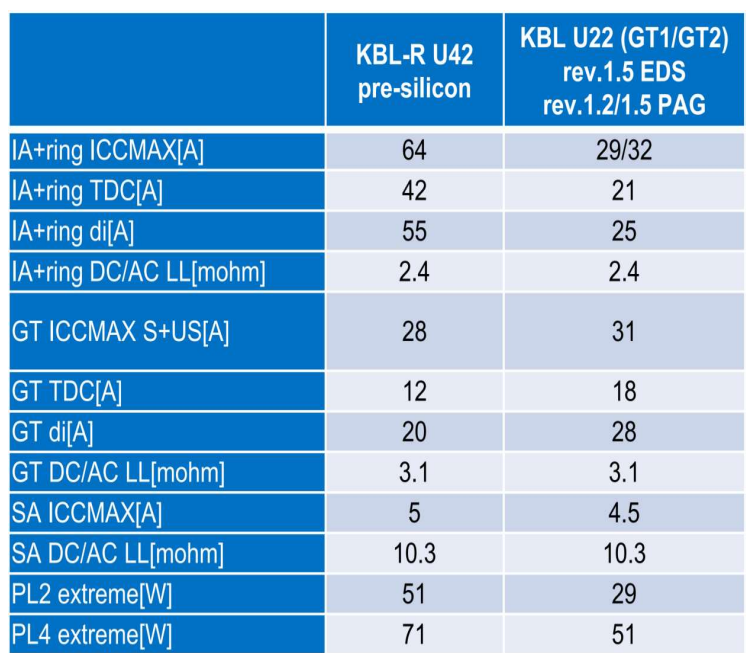 KBL-R U42
pre-silicon
KBL U22 (GT1/GT2)
rev.1.5 EDS
rev.1.2/1.5 PAG
IA+ring ICCMAX[A] 64 29/32
IA+ring TDC[A] 42 21
IA+ring di[A] 55 25
IA+ring DC/AC LL[mohm] 2.4 2.4
GT ICCMAX S+US[A] 28 31
GT TDC[A] 12 18
GT di[A] 20 28
GT DC/AC LL[mohm] 3.1 3.1
SA ICCMAX[A] 5 4.5
SA DC/AC LL[mohm] 10.3 10.3
PL2 extreme[W] 51 29
PL4 extreme[W] 71 51